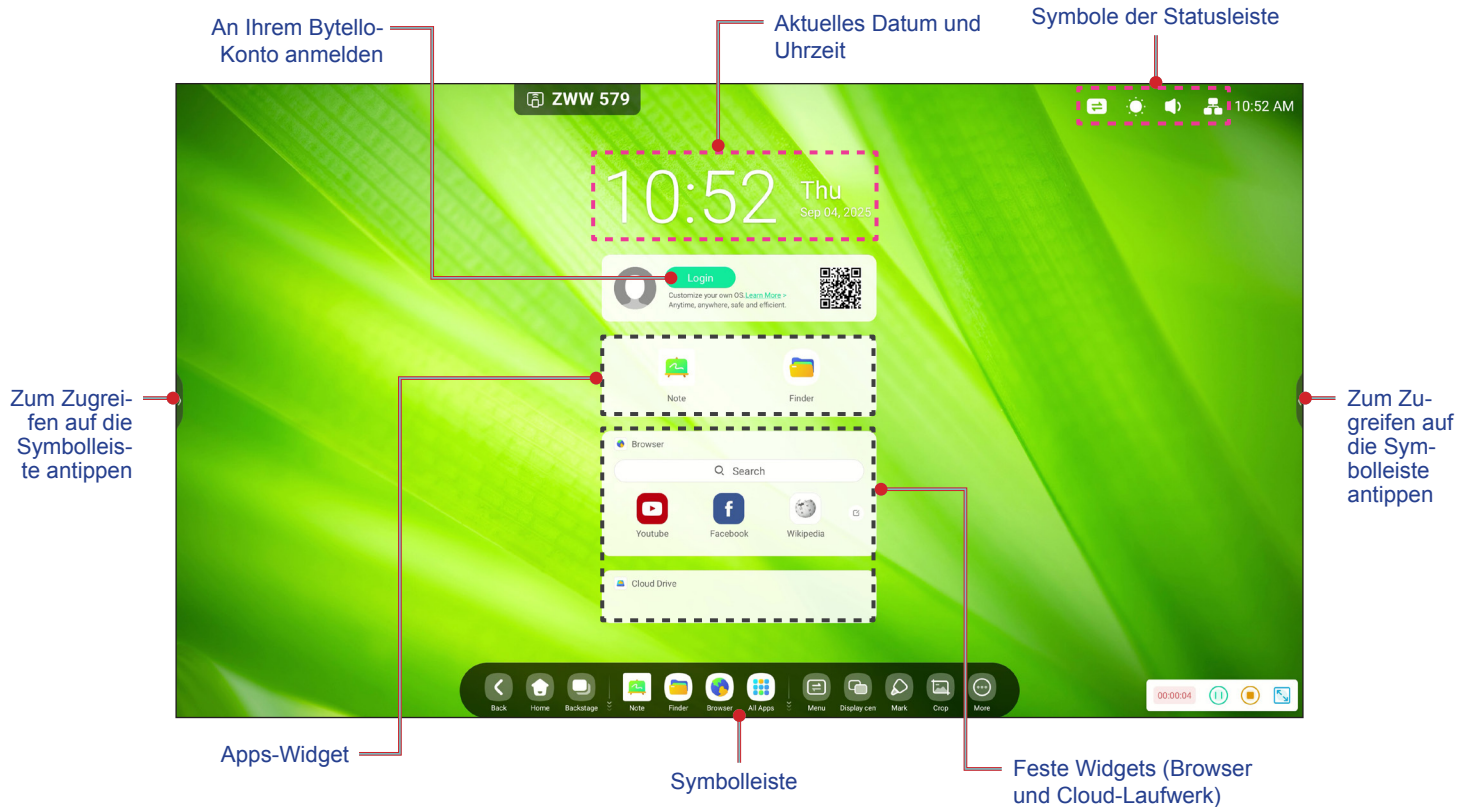 An Ihrem Bytello-
Konto anmelden
Aktuelles Datum und
Uhrzeit
Symbole der Statusleiste
ZWW 579
10:52 AM
10:52
Thu
Sep 04, 2025
Login
Customize your own OS.Learn More >
Anytime, anywhere, safe and efficient.
Note
Finder
Zum Zugrei-
fen auf die
Symbolleis-
te antippen
Zum Zu-
greifen auf
die Sym-
bolleiste
antippen
Browser
Search
Youtube
Facebook
Wikipedia
Cloud Drive
Back
Home
Backstage
Note
Finder
Browser
All Apps
Menu
Display cen
Mark
Crop
More
00:00:04
Apps-Widget
Symbolleiste
Feste Widgets (Browser
und Cloud-Laufwerk)